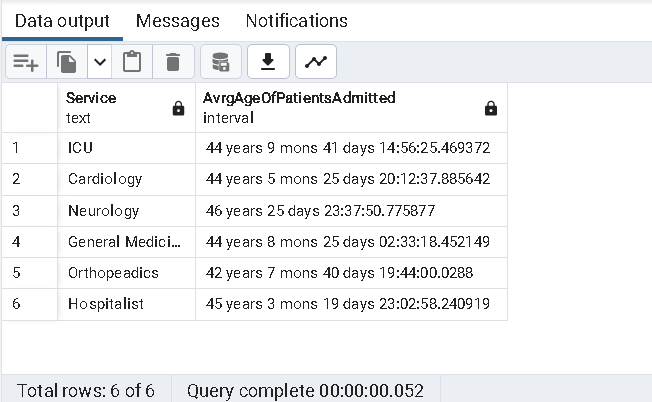 Data output Messages Notifications
Service AvrgAgeOfPatientsAdmitted
text interval
1 ICU 44 years 9 mons 41 days 14:56:25.469372
2 Cardiology 44 years 5 mons 25 days 20:12:37.885642
3 Neurology 46 years 25 days 23:37:50.775877
4 General Medici... 44 years 8 mons 25 days 02:33:18.452149
5 Orthopeadics 42 years 7 mons 40 days 19:44:00.0288
6 Hospitalist 45 years 3 mons 19 days 23:02:58.240919
Total rows: 6 of 6 Query complete 00:00:00.052